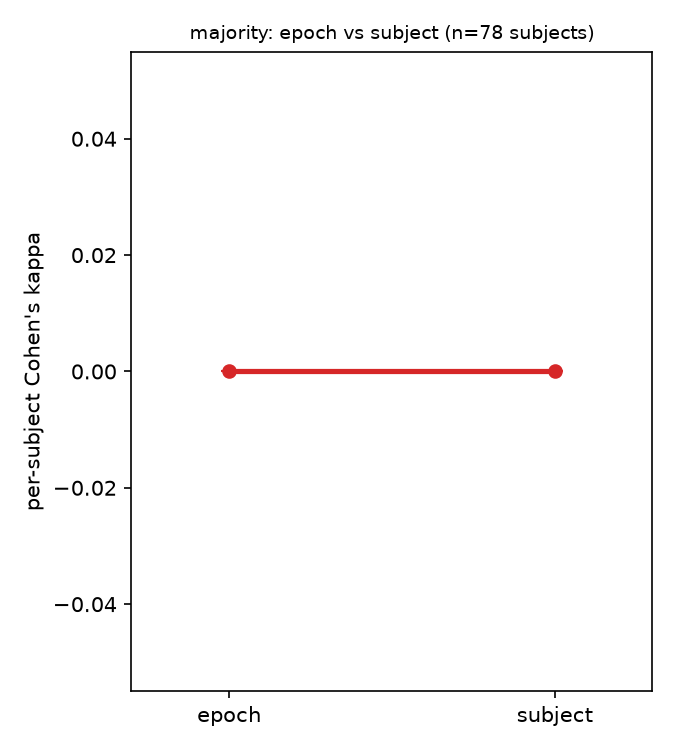 majority: epoch vs subject (n=78 subjects)
per-subject Cohen's kappa
0.04
0.02
0.00
−0.02
−0.04
epoch
subject